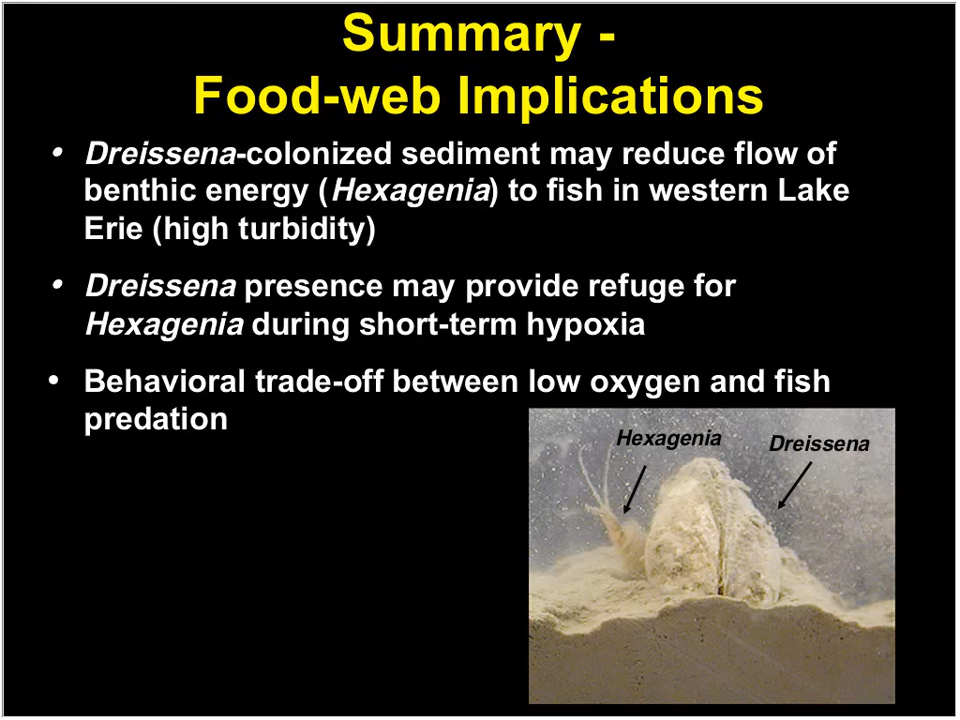 Summary -
Food-web Implications
• Dreissena-colonized sediment may reduce flow of
benthic energy (Hexagenia) to fish in western Lake
Erie (high turbidity)
• Dreissena presence may provide refuge for
Hexagenia during short-term hypoxia
• Behavioral trade-off between low oxygen and fish
predation
Hexagenia
Dreissena